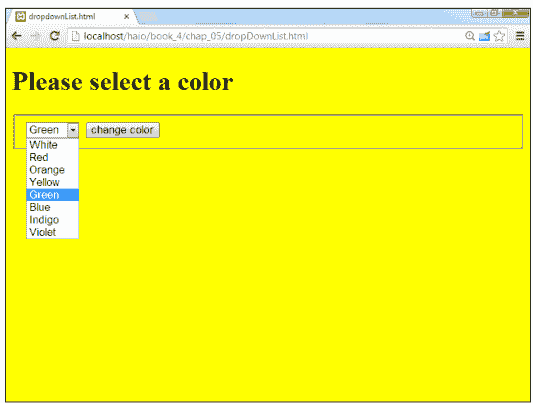 dropdownList.html
localhost/haio/book_4/chap_05/dropDownList.html
Please select a color
Green change color
White
Red
Orange
Yellow
Green
Blue
Indigo
Violet